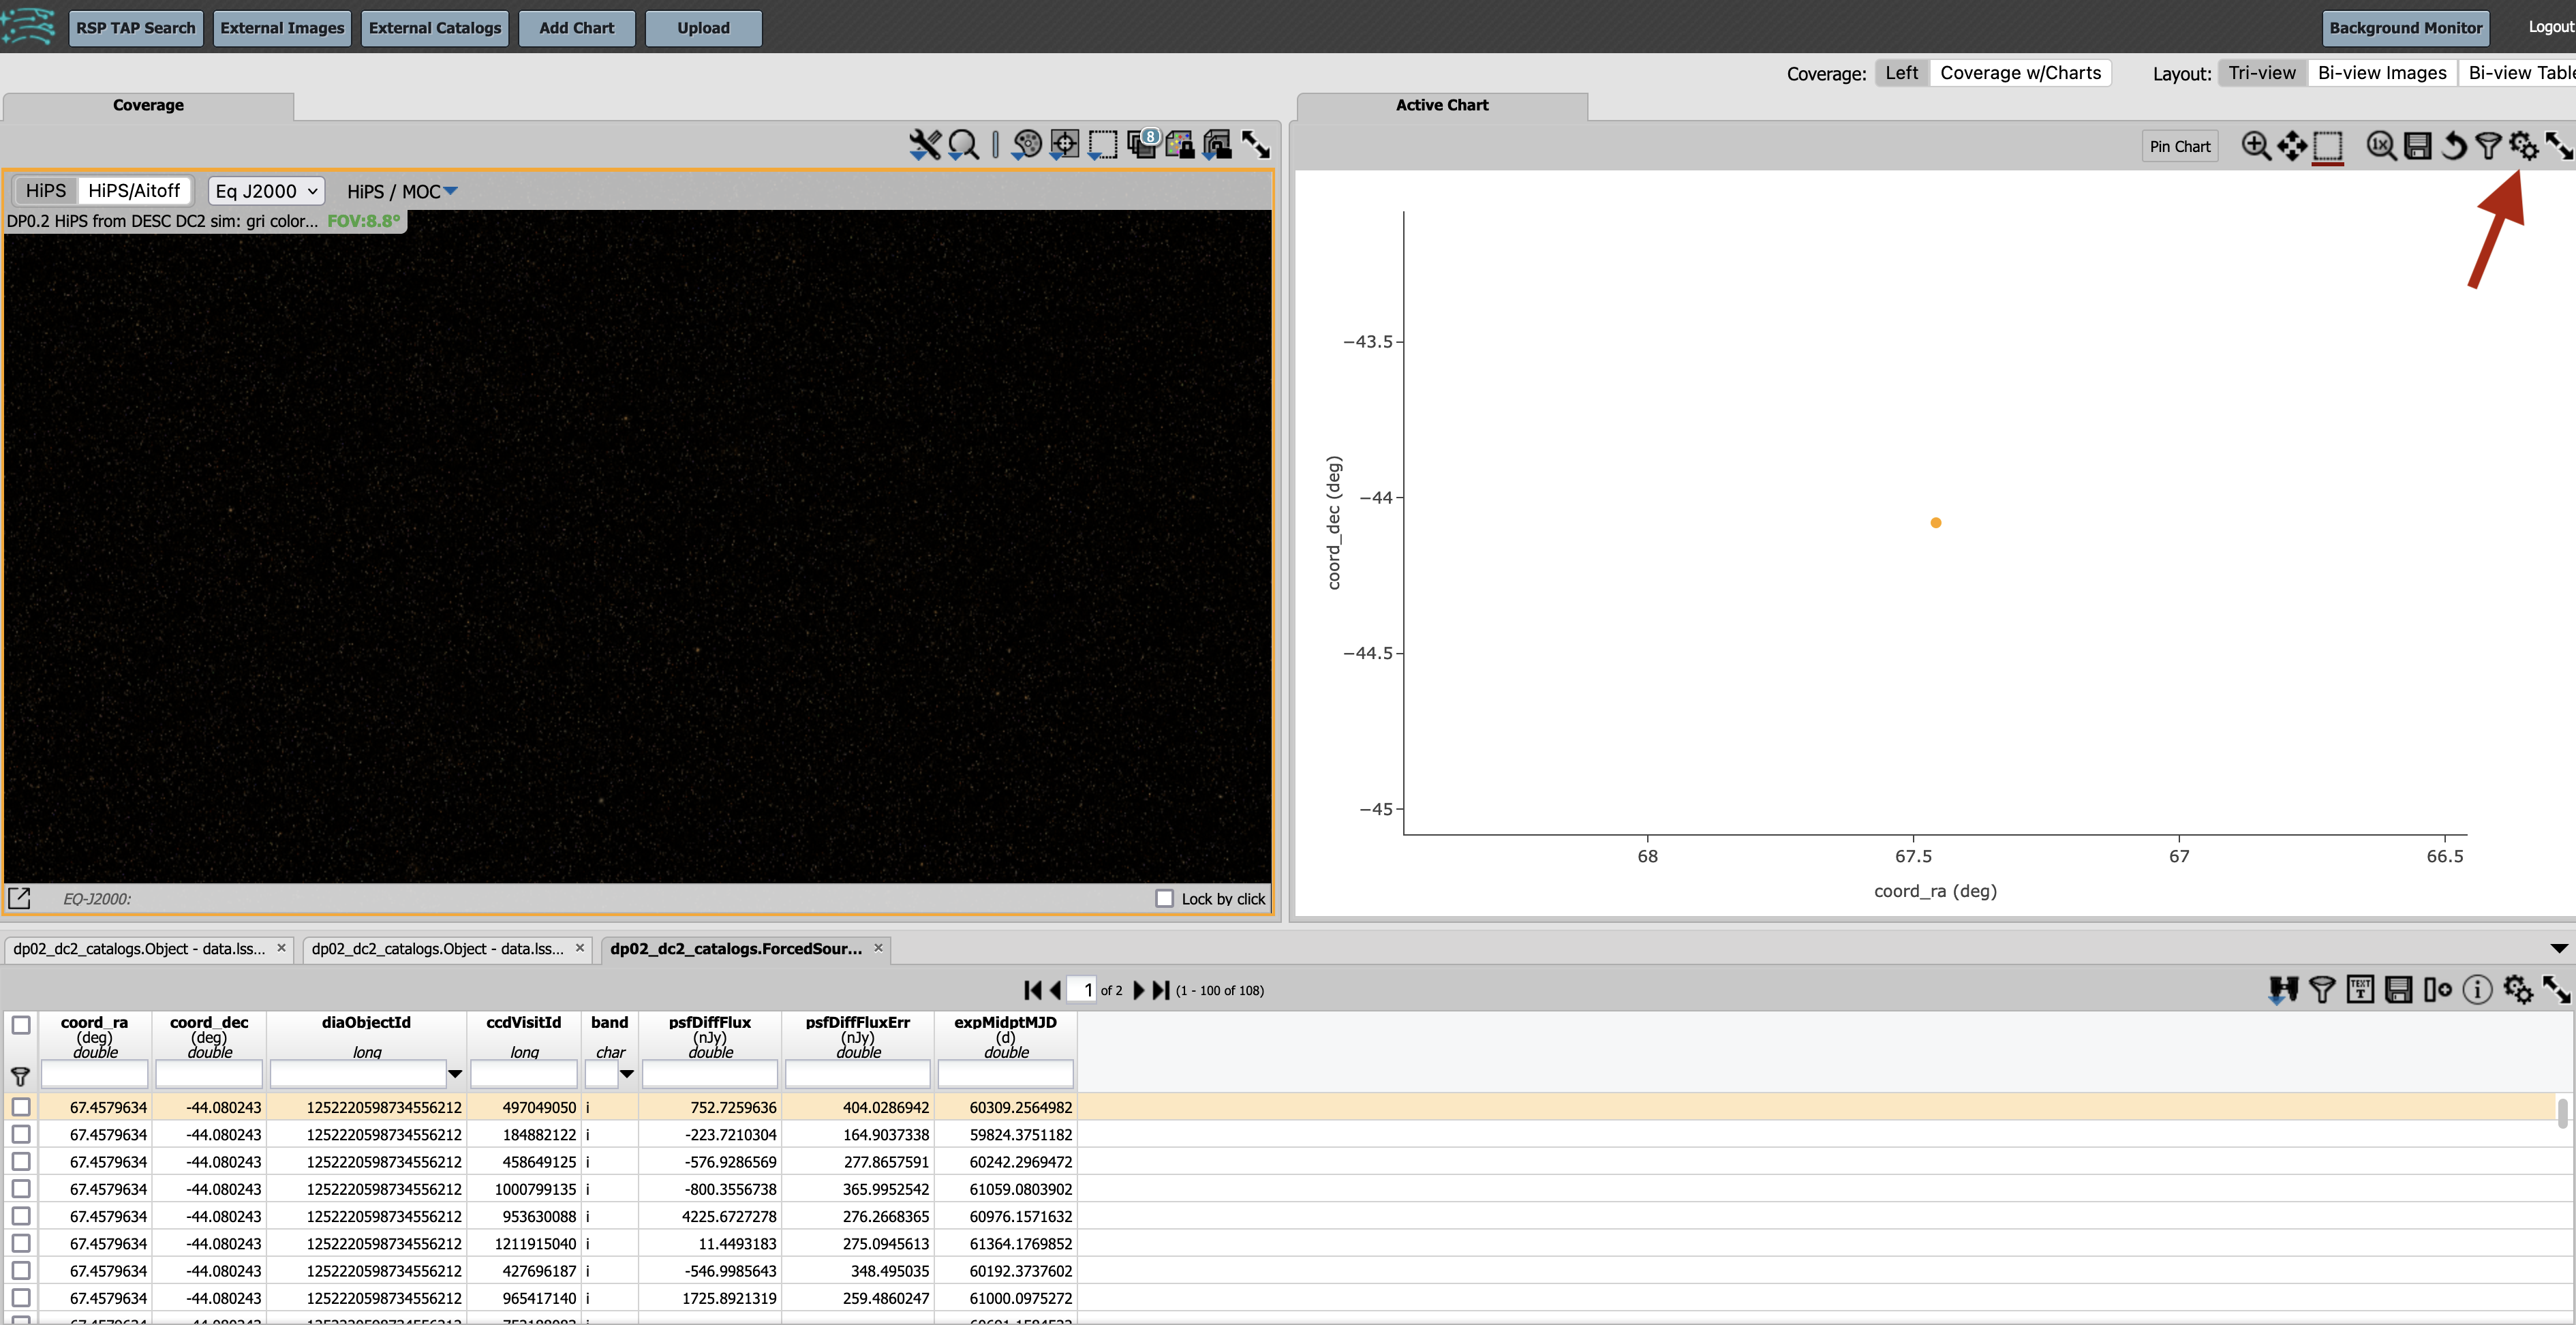 RSP TAP Search External Images External Catalogs Add Chart Upload Background Monitor Logout
Coverage: Left Coverage w/Charts Layout: Tri-view Bi-view Images Bi-view Table
Coverage
Active Chart
8
Pin Chart
1x
HiPS HiPS/Aitoff Eq J2000 HiPS / MOC
DP0.2 HiPS from DESC DC2 sim: gri color... FOV:8.8°
−43.5
−44
−44.5
−45
coord_dec (deg)
68 67.5 67 66.5
coord_ra (deg)
EQ-J2000: Lock by click
dp02_dc2_catalogs.Object - data.lss... × dp02_dc2_catalogs.Object - data.lss... × dp02_dc2_catalogs.ForcedSour... ×
1 of 2 (1 - 100 of 108) TEXT T i
coord_ra coord_dec diaObjectId ccdVisitId band psfDiffFlux psfDiffFluxErr expMidptMJD
(deg) (deg) (nJy) (nJy) (d)
double double long long char double double double
67.4579634 -44.080243 1252220598734556212 497049050 i 752.7259636 404.0286942 60309.2564982
67.4579634 -44.080243 1252220598734556212 184882122 i -223.7210304 164.9037338 59824.3751182
67.4579634 -44.080243 1252220598734556212 458649125 i -576.9286569 277.8657591 60242.2969472
67.4579634 -44.080243 1252220598734556212 1000799135 i -800.3556738 365.9952542 61059.0803902
67.4579634 -44.080243 1252220598734556212 953630088 i 4225.6727278 276.2668365 60976.1571632
67.4579634 -44.080243 1252220598734556212 1211915040 i 11.4493183 275.0945613 61364.1769852
67.4579634 -44.080243 1252220598734556212 427696187 i -546.9985643 348.495035 60192.3737602
67.4579634 -44.080243 1252220598734556212 965417140 i 1725.8921319 259.4860247 61000.0975272